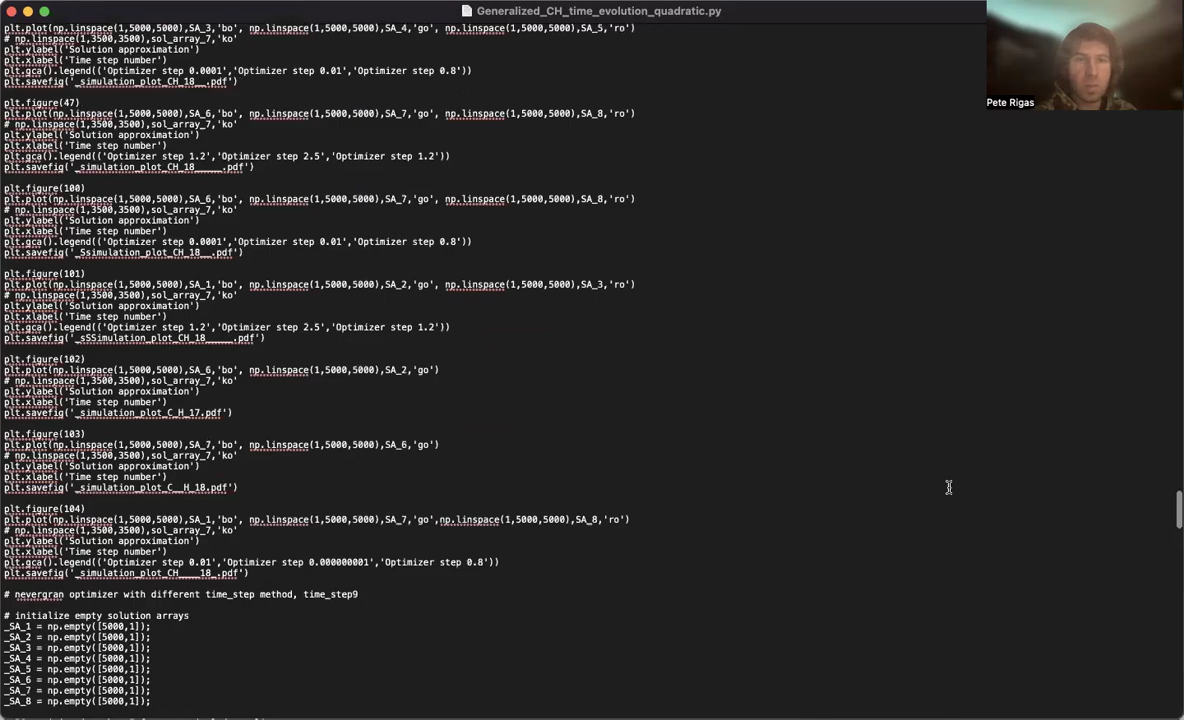 Generalized_CH_time_evolution_quadratic.py
plt.plot(np.linspace(1,5000,5000),SA_3,'bo', np.linspace(1,5000,5000),SA_4,'go', np.linspace(1,5000,5000),SA_5,'ro')
# np.linspace(1,3500,3500),sol_array_7,'ko'
plt.ylabel('Solution approximation')
plt.xlabel('Time step number')
plt.gca().legend(('Optimizer step 0.0001','Optimizer step 0.01','Optimizer step 0.8'))
plt.savefig('_simulation_plot_CH_18__.pdf')
plt.figure(47)
plt.plot(np.linspace(1,5000,5000),SA_6,'bo', np.linspace(1,5000,5000),SA_7,'go', np.linspace(1,5000,5000),SA_8,'ro')
# np.linspace(1,3500,3500),sol_array_7,'ko'
plt.ylabel('Solution approximation')
plt.xlabel('Time step number')
plt.gca().legend(('Optimizer step 1.2','Optimizer step 2.5','Optimizer step 1.2'))
plt.savefig('_simulation_plot_CH_18_____.pdf')
plt.figure(100)
plt.plot(np.linspace(1,5000,5000),SA_6,'bo', np.linspace(1,5000,5000),SA_7,'go', np.linspace(1,5000,5000),SA_8,'ro')
# np.linspace(1,3500,3500),sol_array_7,'ko'
plt.ylabel('Solution approximation')
plt.xlabel('Time step number')
plt.gca().legend(('Optimizer step 0.0001','Optimizer step 0.01','Optimizer step 0.8'))
plt.savefig('_Ssimulation_plot_CH_18__.pdf')
plt.figure(101)
plt.plot(np.linspace(1,5000,5000),SA_1,'bo', np.linspace(1,5000,5000),SA_2,'go', np.linspace(1,5000,5000),SA_3,'ro')
# np.linspace(1,3500,3500),sol_array_7,'ko'
plt.ylabel('Solution approximation')
plt.xlabel('Time step number')
plt.gca().legend(('Optimizer step 1.2','Optimizer step 2.5','Optimizer step 1.2'))
plt.savefig('_sSSimulation_plot_CH_18_____.pdf')
plt.figure(102)
plt.plot(np.linspace(1,5000,5000),SA_6,'bo', np.linspace(1,5000,5000),SA_2,'go')
# np.linspace(1,3500,3500),sol_array_7,'ko'
plt.ylabel('Solution approximation')
plt.xlabel('Time step number')
plt.savefig('_simulation_plot_C_H_17.pdf')
plt.figure(103)
plt.plot(np.linspace(1,5000,5000),SA_7,'bo', np.linspace(1,5000,5000),SA_6,'go')
# np.linspace(1,3500,3500),sol_array_7,'ko'
plt.ylabel('Solution approximation')
plt.xlabel('Time step number')
plt.savefig('_simulation_plot_C__H_18.pdf')
plt.figure(104)
plt.plot(np.linspace(1,5000,5000),SA_1,'bo', np.linspace(1,5000,5000),SA_7,'go',np.linspace(1,5000,5000),SA_8,'ro')
# np.linspace(1,3500,3500),sol_array_7,'ko'
plt.ylabel('Solution approximation')
plt.xlabel('Time step number')
plt.gca().legend(('Optimizer step 0.01','Optimizer step 0.000000001','Optimizer step 0.8'))
plt.savefig('_simulation_plot_CH____18_.pdf')
# nevergran optimizer with different time_step method, time_step9
# initialize empty solution arrays
_SA_1 = np.empty([5000,1]);
_SA_2 = np.empty([5000,1]);
_SA_3 = np.empty([5000,1]);
_SA_4 = np.empty([5000,1]);
_SA_5 = np.empty([5000,1]);
_SA_6 = np.empty([5000,1]);
_SA_7 = np.empty([5000,1]);
_SA_8 = np.empty([5000,1]);
Pete Rigas